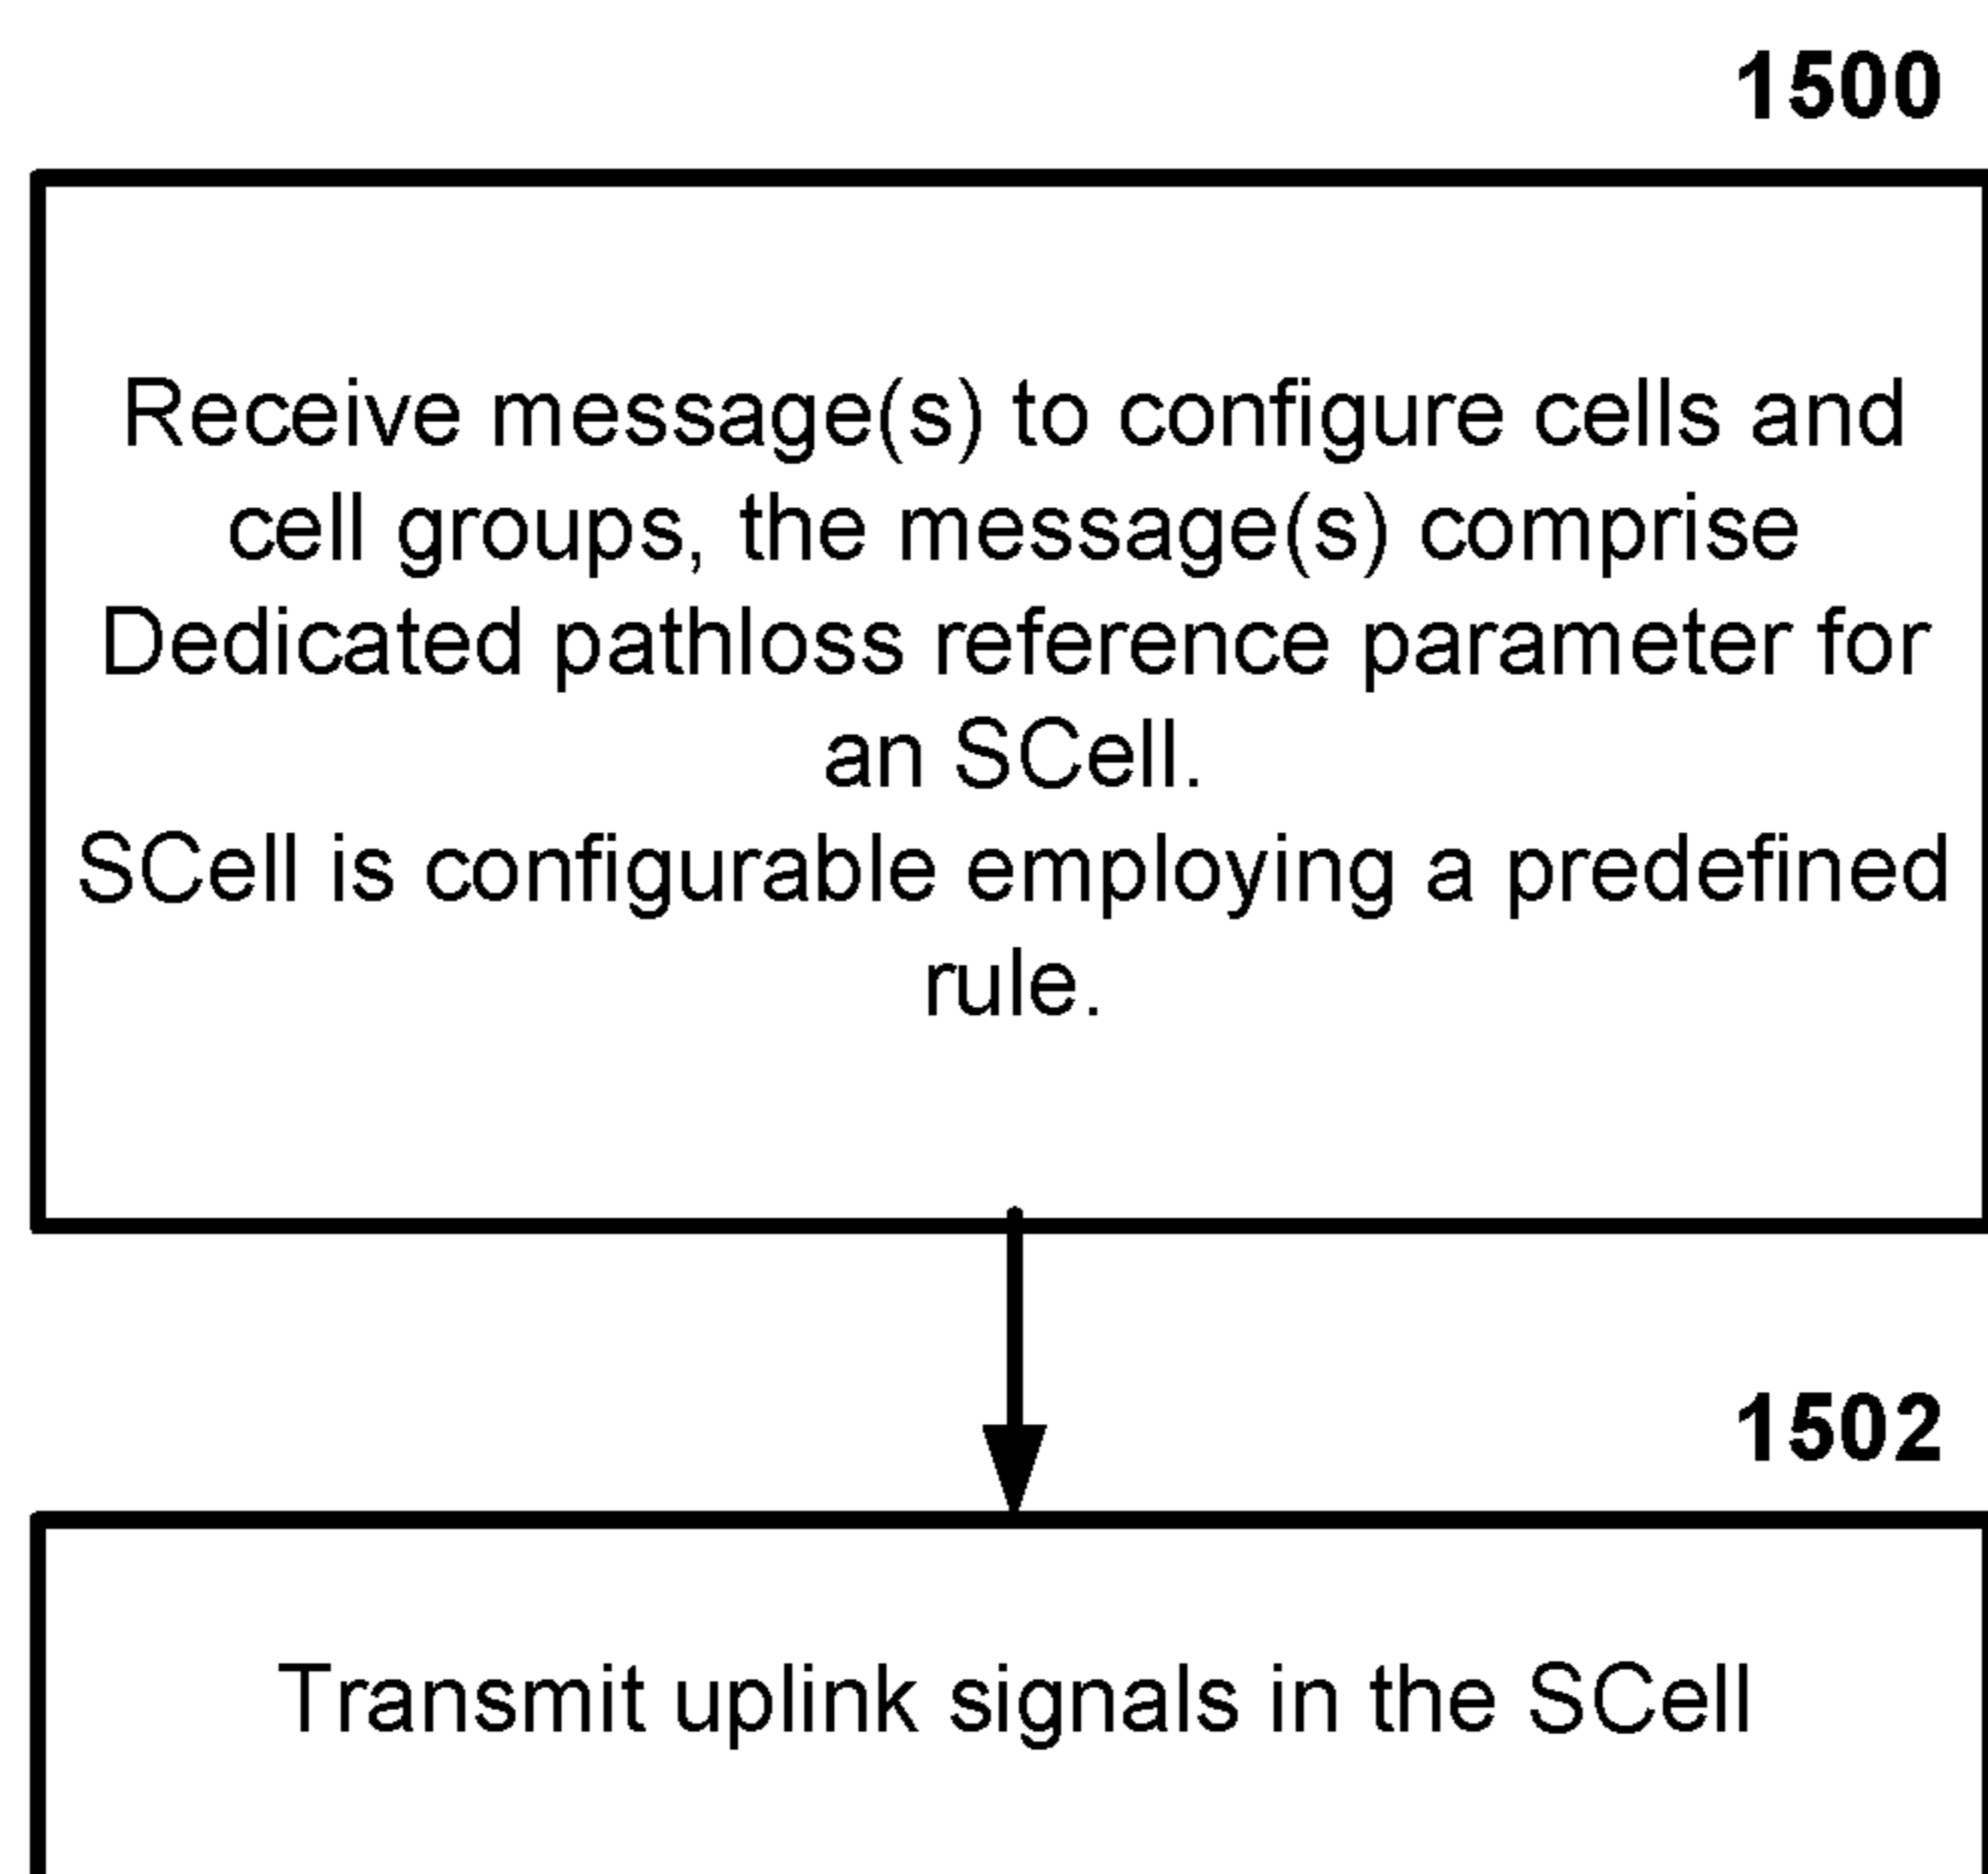 1500
Receive message(s) to configure cells and
cell groups, the message(s) comprise
Dedicated pathloss reference parameter for
an SCell.
SCell is configurable employing a predefined
rule.
1502
Transmit uplink signals in the SCell